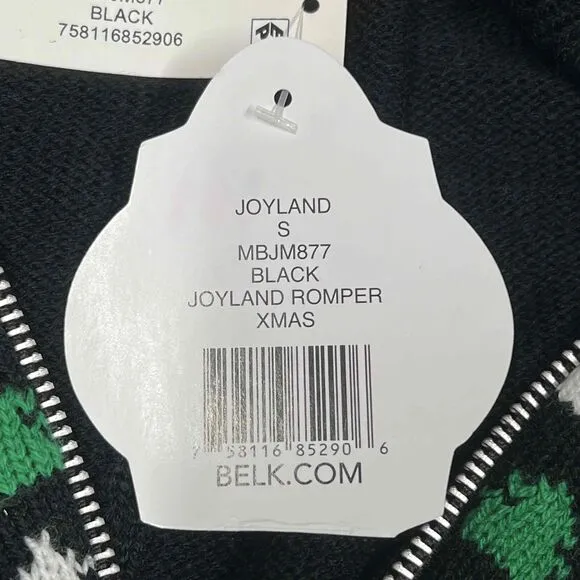 BLACK
758116852906
JOYLAND
S
MBJM877
BLACK
JOYLAND ROMPER
XMAS
7 58116 85290 6
BELK.COM